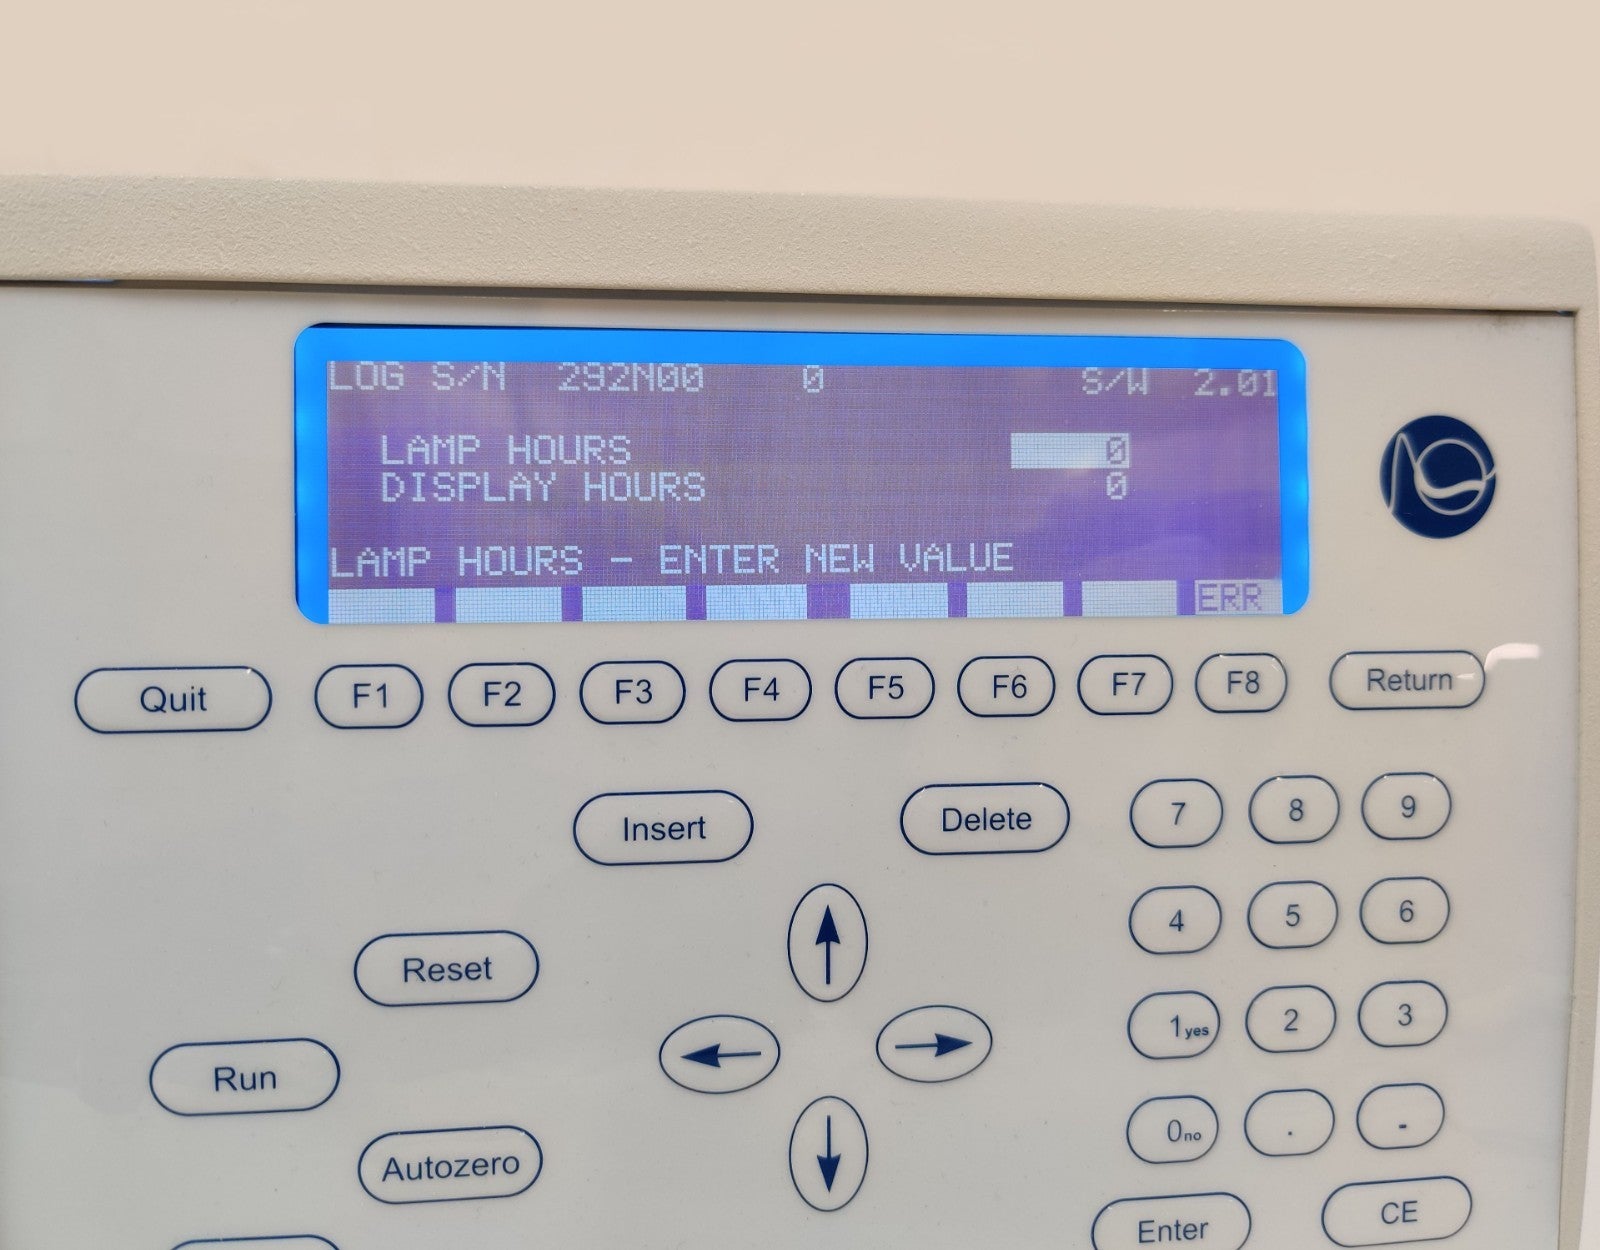 LOG S/N 292N00 0 S/W 2.01
LAMP HOURS 0
DISPLAY HOURS 0
LAMP HOURS - ENTER NEW VALUE
ERR
Quit F1 F2 F3 F4 F5 F6 F7 F8 Return
Insert Delete 7 8 9
4 5 6
Reset
1yes 2 3
Run
0no . -
Autozero
Enter CE